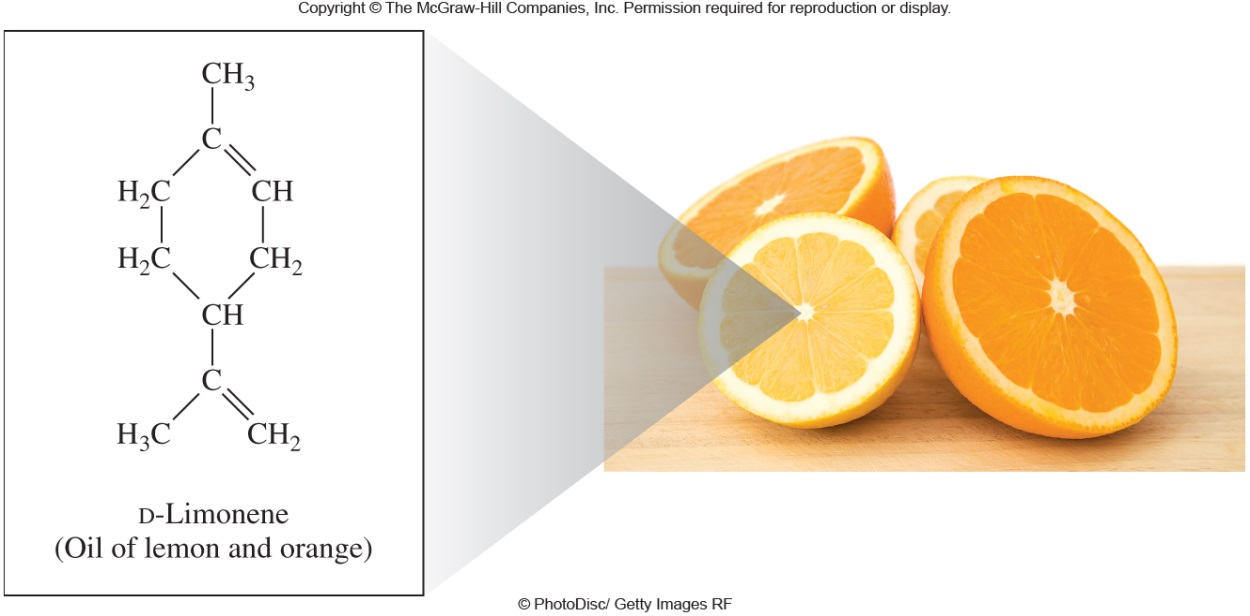 Copyright © The McGraw-Hill Companies, Inc. Permission required for reproduction or display.
CH₃
C
H₂C CH
H₂C CH₂
CH
C
H₃C CH₂
D-Limonene
(Oil of lemon and orange)
© PhotoDisc/ Getty Images RF